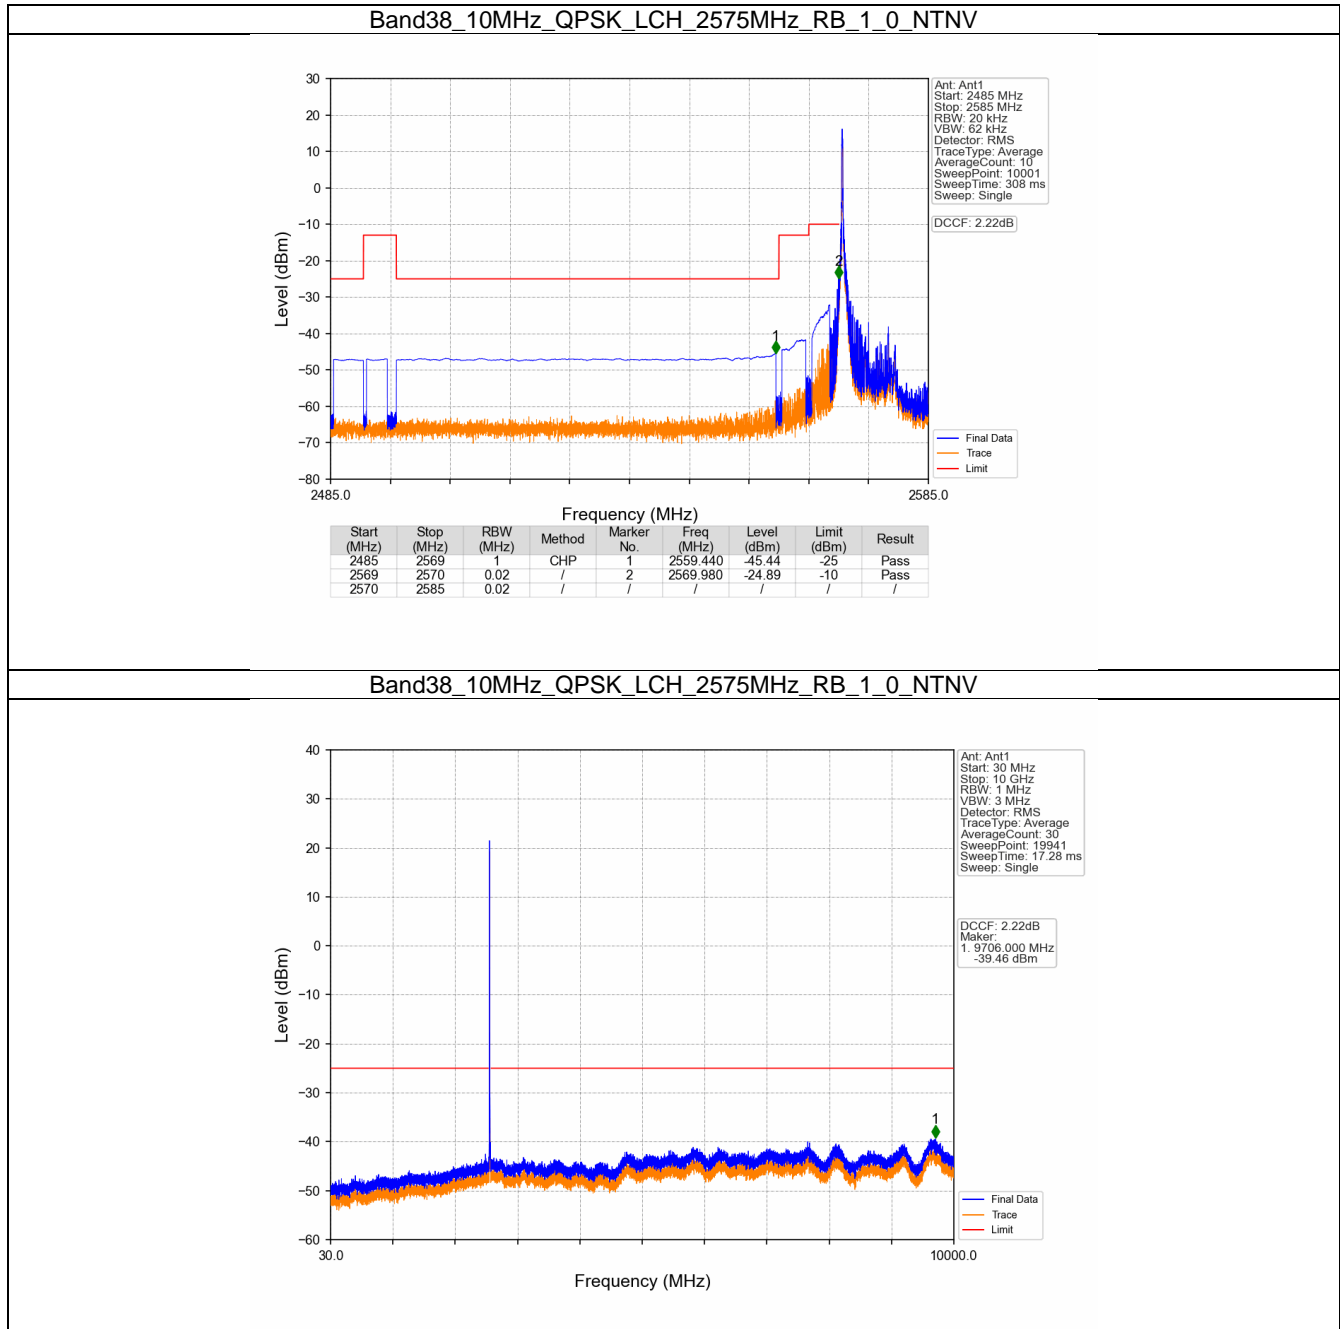 Band38_10MHz_QPSK_LCH_2575MHz_RB_1_0_NTNV
30
20
10
0
−10
−20
−30
−40
−50
−60
−70
−80
Level (dBm)
1
2
2485.0
2585.0
Frequency (MHz)
Ant: Ant1
Start: 2485 MHz
Stop: 2585 MHz
RBW: 20 kHz
VBW: 62 kHz
Detector: RMS
TraceType: Average
AverageCount: 10
SweepPoint: 10001
SweepTime: 308 ms
Sweep: Single
DCCF: 2.22dB
Final Data
Trace
Limit
Start (MHz) Stop (MHz) RBW (MHz) Method Marker No. Freq (MHz) Level (dBm) Limit (dBm) Result
2485 2569 1 CHP 1 2559.440 -45.44 -25 Pass
2569 2570 0.02 / 2 2569.980 -24.89 -10 Pass
2570 2585 0.02 / / / / / /
Band38_10MHz_QPSK_LCH_2575MHz_RB_1_0_NTNV
40
30
20
10
0
−10
−20
−30
−40
−50
−60
Level (dBm)
1
30.0
10000.0
Frequency (MHz)
Ant: Ant1
Start: 30 MHz
Stop: 10 GHz
RBW: 1 MHz
VBW: 3 MHz
Detector: RMS
TraceType: Average
AverageCount: 30
SweepPoint: 19941
SweepTime: 17.28 ms
Sweep: Single
DCCF: 2.22dB
Maker:
1. 9706.000 MHz
-39.46 dBm
Final Data
Trace
Limit